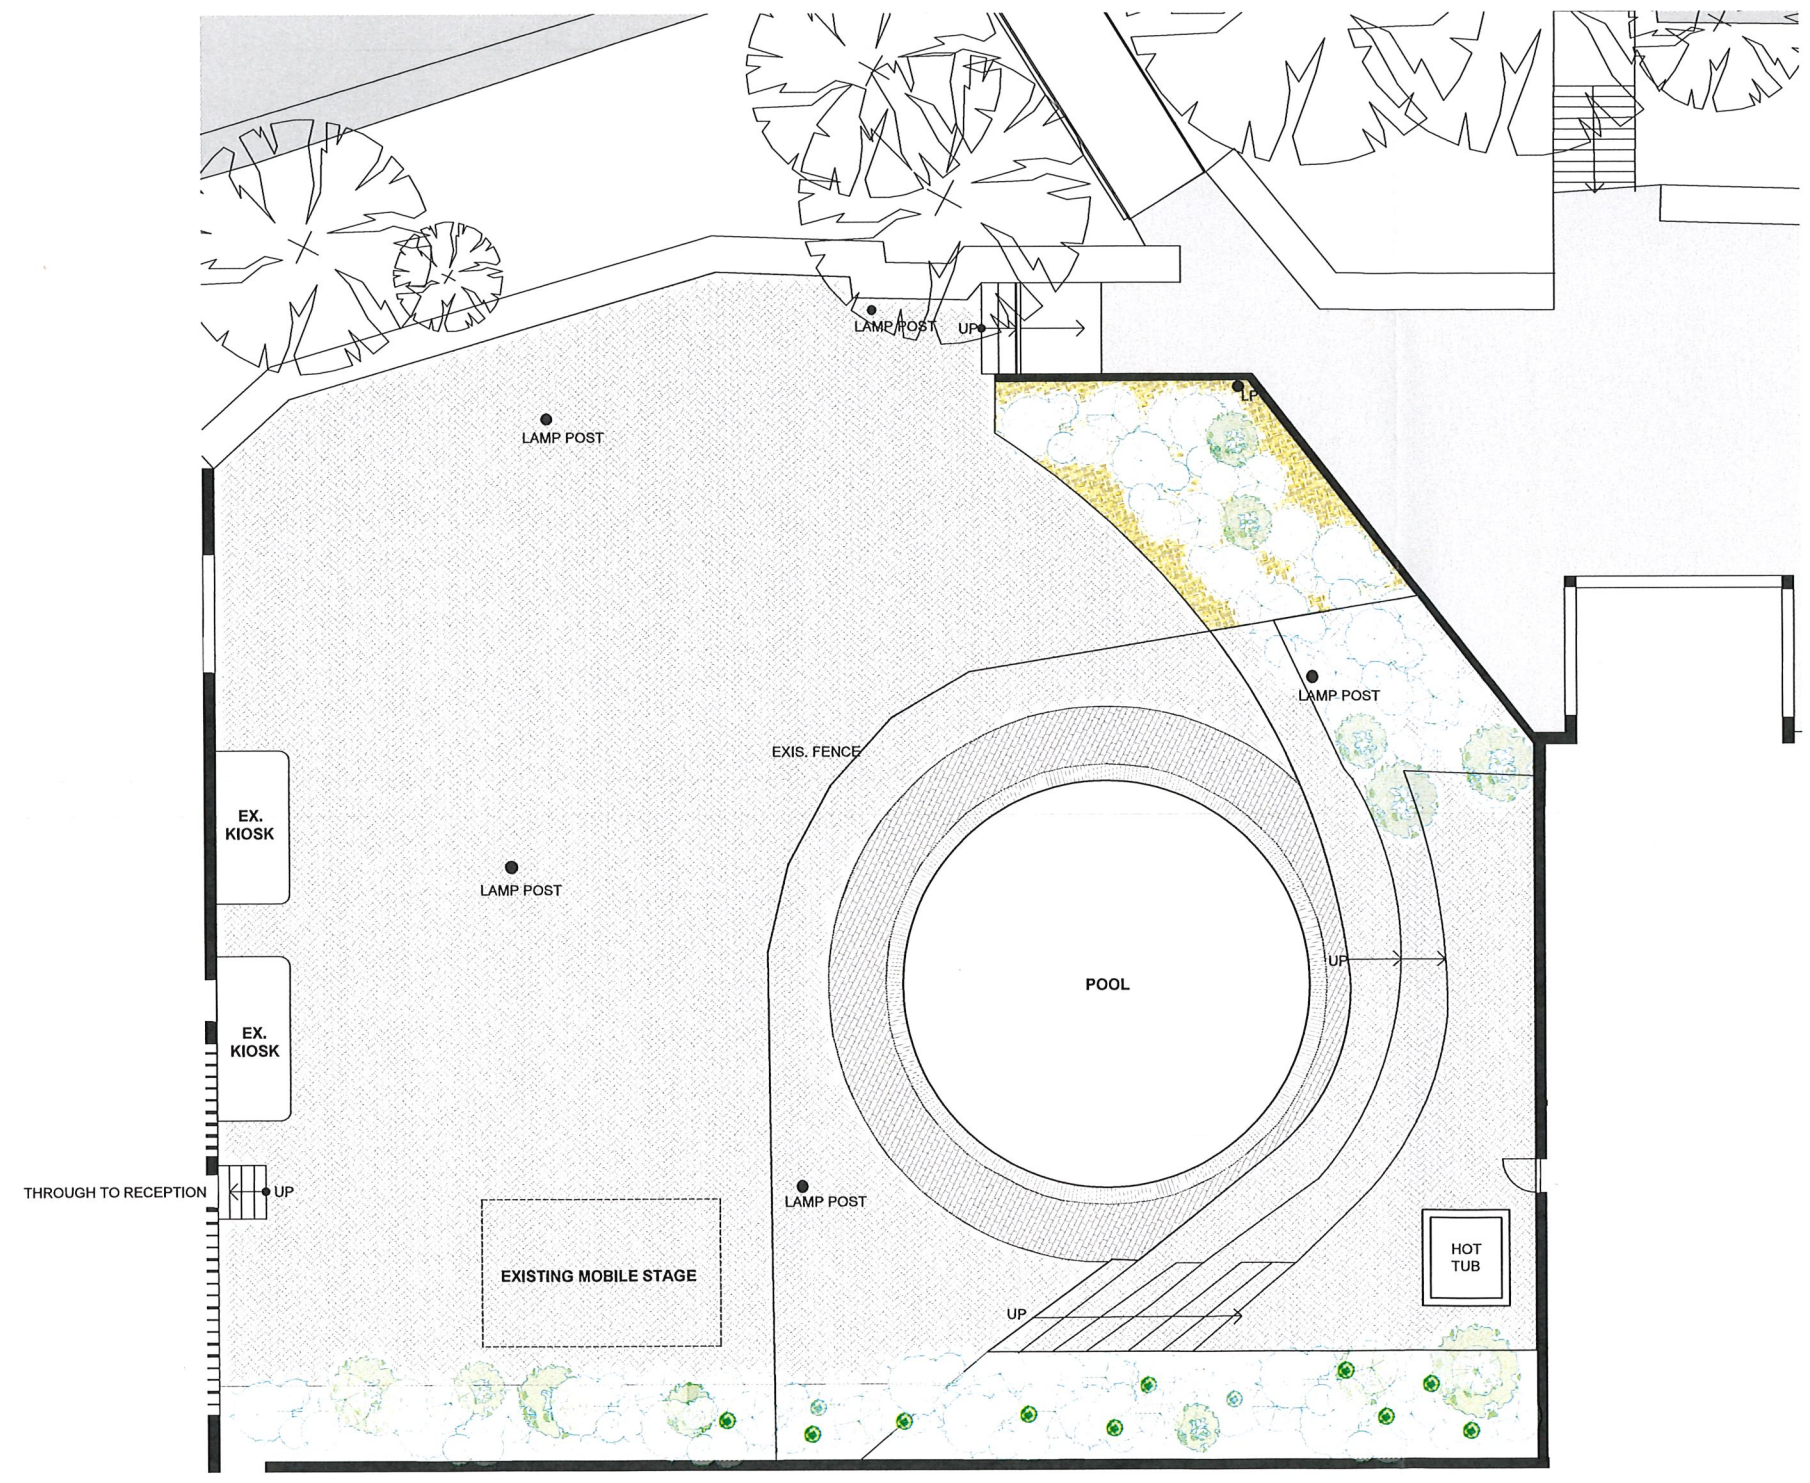 LAMP POST
UP
LP
LAMP POST
LAMP POST
EXIS. FENCE
EX.
KIOSK
LAMP POST
UP
POOL
EX.
KIOSK
THROUGH TO RECEPTION
UP
LAMP POST
HOT
TUB
EXISTING MOBILE STAGE
UP